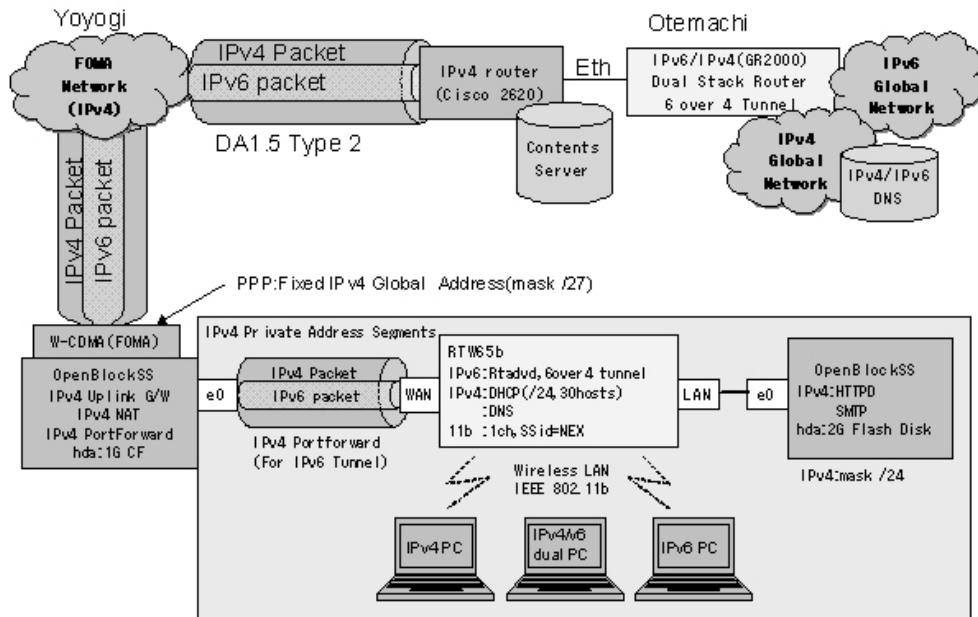 Yoyogi
Otemachi
FOMA
Network
(IPv4)
IPv4 Packet
IPv6 packet
DA1.5 Type 2
IPv4 router
(Cisco 2620)
Eth
IPv6/IPv4(GR2000)
Dual Stack Router
6 over 4 Tunnel
IPv6
Global
Network
IPv4
Global
Network
IPv4/IPv6
DNS
Contents
Server
IPv4 Packet
IPv6 packet
PPP:Fixed IPv4 Global Address(mask /27)
W-CDMA(FOMA)
OpenBlockSS
IPv4 Uplink G/W
IPv4 NAT
IPv4 PortForward
hda:1G CF
IPv4 Private Address Segments
e0
IPv4 Packet
IPv6 packet
WAN
IPv4 Portforward
(For IPv6 Tunnel)
RTW65b
IPv6:Rtadvd,6over4 tunnel
IPv4:DHCP(/24,30hosts)
:DNS
11b :1ch,SSid=NEX
LAN
e0
OpenBlockSS
IPv4:HTTPD
SMTP
hda:2G Flash Disk
IPv4:mask /24
Wireless LAN
IEEE 802.11b
IPv4 PC
IPv4/v6
dual PC
IPv6 PC